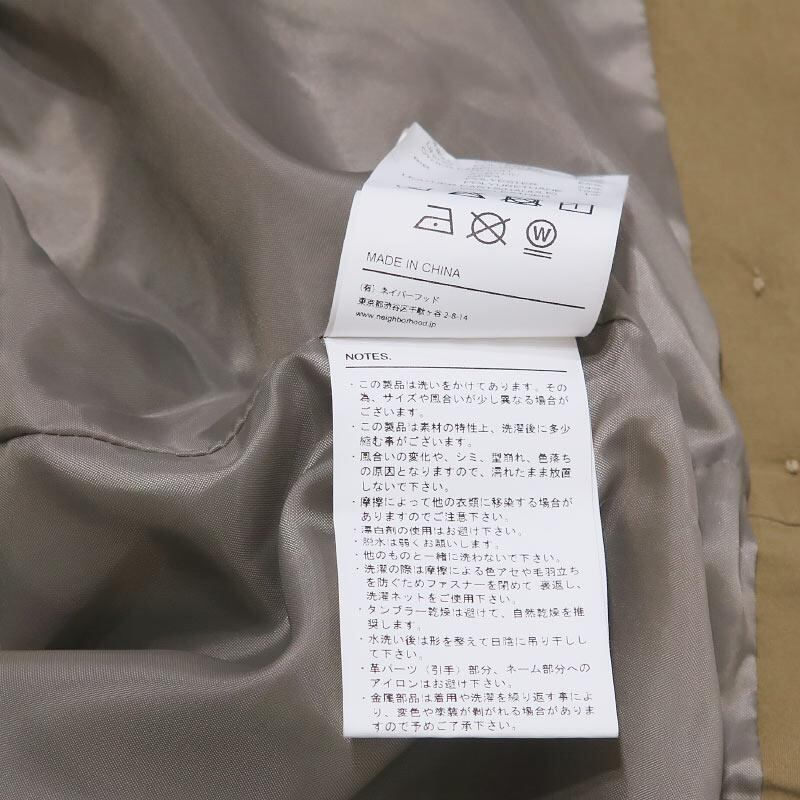 POLYURETHANE
W
MADE IN CHINA
(有) ネイバーフッド
東京都渋谷区千駄ヶ谷 2-8-14
www.neighborhood.jp
NOTES.
・この製品は洗いをかけてあります。その
為、サイズや風合いが少し異なる場合が
ございます。
・この製品は素材の特性上、洗濯後に多少
縮む事がございます。
・風合いの変化や、シミ、型崩れ、色落ち
の原因となりますので、濡れたまま放置
しないで下さい。
・摩擦によって他の衣類に移染する場合が
ありますのでご注意下さい。
・漂白剤の使用はお避け下さい。
・脱水は弱くお願いします。
・他のものと一緒に洗わないで下さい。
・洗濯の際は摩擦による色アセや毛羽立ち
を防ぐためファスナーを閉めて 裏返し、
洗濯ネットをご使用下さい。
・タンブラー乾燥は避けて、自然乾燥を推
奨します。
・水洗い後は形を整えて日陰に吊り干しし
て下さい。
・革パーツ（引手）部分、ネーム部分への
アイロンはお避け下さい。
・金属部品は着用や洗濯を繰り返す事によ
り、変色や塗装が剥がれる場合がありま
すので予めご了承下さい。